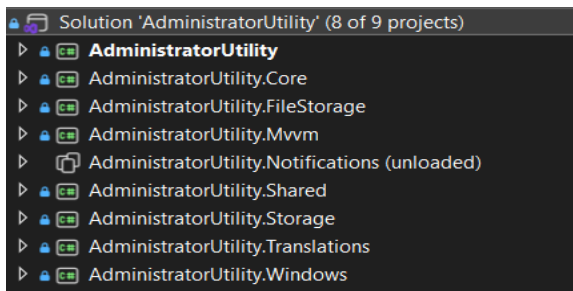 Solution 'AdministratorUtility' (8 of 9 projects)
C# AdministratorUtility
C# AdministratorUtility.Core
C# AdministratorUtility.FileStorage
C# AdministratorUtility.Mvvm
AdministratorUtility.Notifications (unloaded)
C# AdministratorUtility.Shared
C# AdministratorUtility.Storage
C# AdministratorUtility.Translations
C# AdministratorUtility.Windows